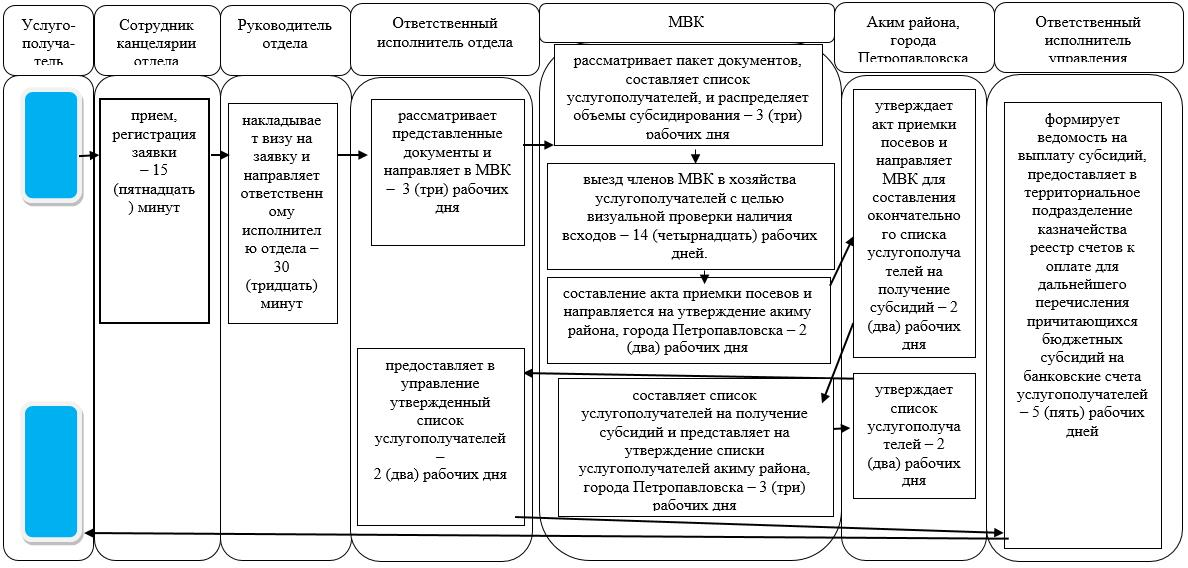 Услуго-
получа-
тель
Сотрудник
канцелярии
отдела
Руководитель
отдела
Ответственный
исполнитель отдела
МВК
Аким района,
города
Петропавловска
Ответственный
исполнитель
управления
прием,
регистрация
заявки
– 15
(пятнадцать
) минут
накладывае
т визу на
заявку и
направляет
ответственн
ому
исполнител
ю отдела –
30
(тридцать)
минут
рассматривает
представленные
документы и
направляет в МВК
– 3 (три) рабочих
дня
предоставляет в
управление
утвержденный
список
услугополучателей
–
2 (два) рабочих дня
рассматривает пакет документов,
составляет список
услугополучателей, и распределяет
объемы субсидирования – 3 (три)
рабочих дня
выезд членов МВК в хозяйства
услугополучателей с целью
визуальной проверки наличия
всходов – 14 (четырнадцать) рабочих
дней.
составление акта приемки посевов и
направляется на утверждение акиму
района, города Петропавловска – 2
(два) рабочих дня
составляет список
услугополучателей на получение
субсидий и представляет на
утверждение списки
услугополучателей акиму района,
города Петропавловска – 3 (три)
рабочих дня
утверждает
акт приемки
посевов и
направляет
МВК для
составления
окончательно
го списка
услугополуча
телей на
получение
субсидий – 2
(два) рабочих
дня
утверждает
список
услугополуча
телей – 2
(два) рабочих
дня
формирует
ведомость на
выплату субсидий,
предоставляет в
территориальное
подразделение
казначейства
реестр счетов к
оплате для
дальнейшего
перечисления
причитающихся
бюджетных
субсидий на
банковские счета
услугополучателей
– 5 (пять) рабочих
дней